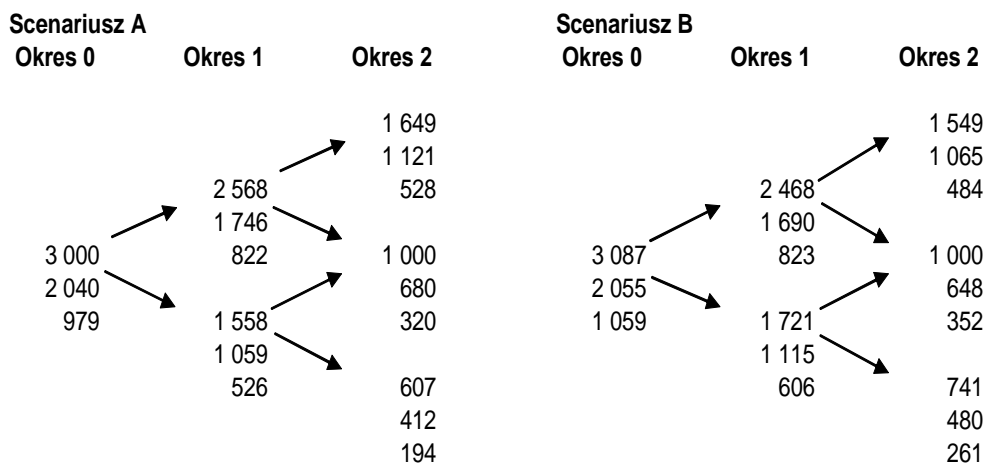 Scenariusz A
Okres 0 Okres 1 Okres 2
1 649
1 121
2 568 528
1 746
3 000 822 1 000
2 040 680
979 1 558 320
1 059
526 607
412
194
Scenariusz B
Okres 0 Okres 1 Okres 2
1 549
1 065
2 468 484
1 690
3 087 823 1 000
2 055 648
1 059 1 721 352
1 115
606 741
480
261